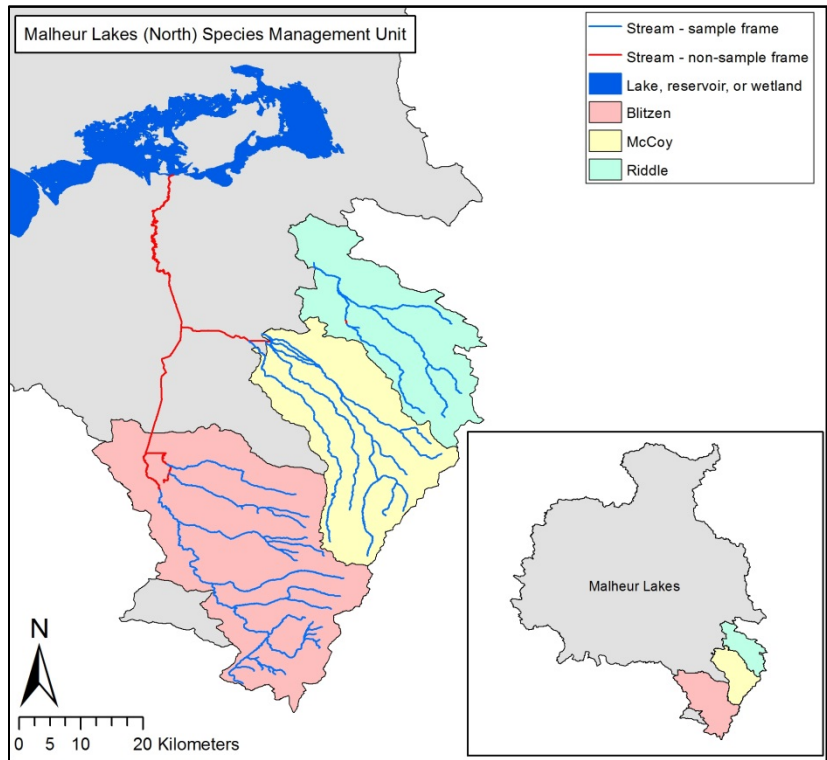 Malheur Lakes (North) Species Management Unit
Stream - sample frame
Stream - non-sample frame
Lake, reservoir, or wetland
Blitzen
McCoy
Riddle
Malheur Lakes
N
0 5 10 20 Kilometers